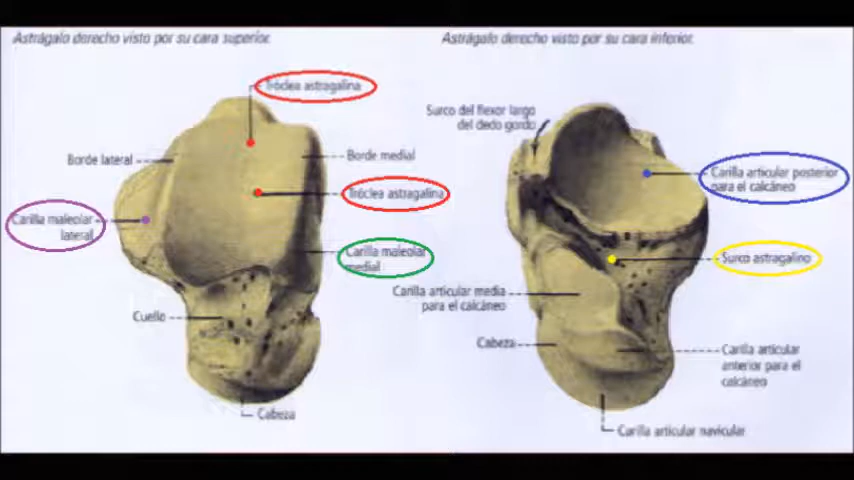 Astrágalo derecho visto por su cara superior.
Astrágalo derecho visto por su cara inferior.
Tróclea astragalina
Borde lateral
Borde medial
Tróclea astragalina
Carilla maleolar
lateral
Carilla maleolar
medial
Cuello
Cabeza
Surco del flexor largo
del dedo gordo
Carilla articular posterior
para el calcáneo
Surco astragalino
Carilla articular media
para el calcáneo
Cabeza
Carilla articular
anterior para el
calcáneo
Carilla articular navicular